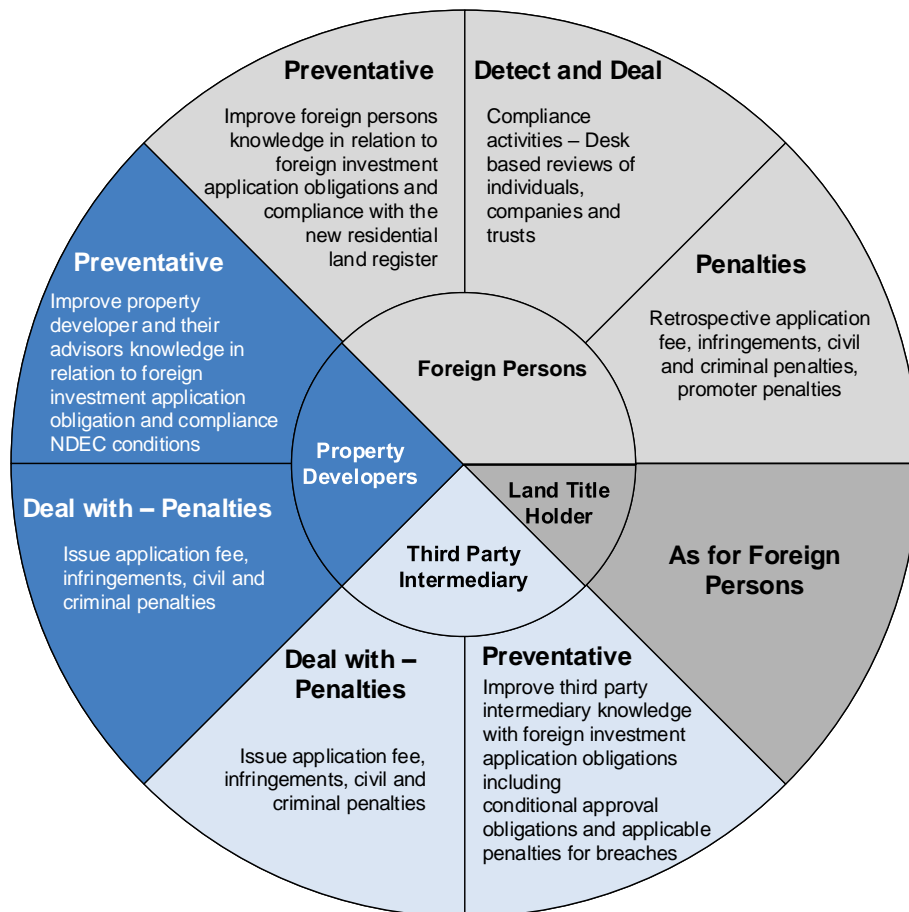 Preventative
Improve foreign persons
knowledge in relation to
foreign investment
application obligations and
compliance with the
new residential
land register
Detect and Deal
Compliance
activities – Desk
based reviews of
individuals,
companies and
trusts
Penalties
Retrospective application
fee, infringements, civil
and criminal penalties,
promoter penalties
Foreign Persons
Preventative
Improve property
developer and their
advisors knowledge in
relation to foreign
investment application
obligation and compliance
NDEC conditions
Property
Developers
Land Title
Holder
Third Party
Intermediary
Deal with – Penalties
Issue application fee,
infringements, civil and
criminal penalties
As for Foreign
Persons
Deal with –
Penalties
Issue application fee,
infringements, civil and
criminal penalties
Preventative
Improve third party
intermediary knowledge
with foreign investment
application obligations
including
conditional approval
obligations and applicable
penalties for breaches